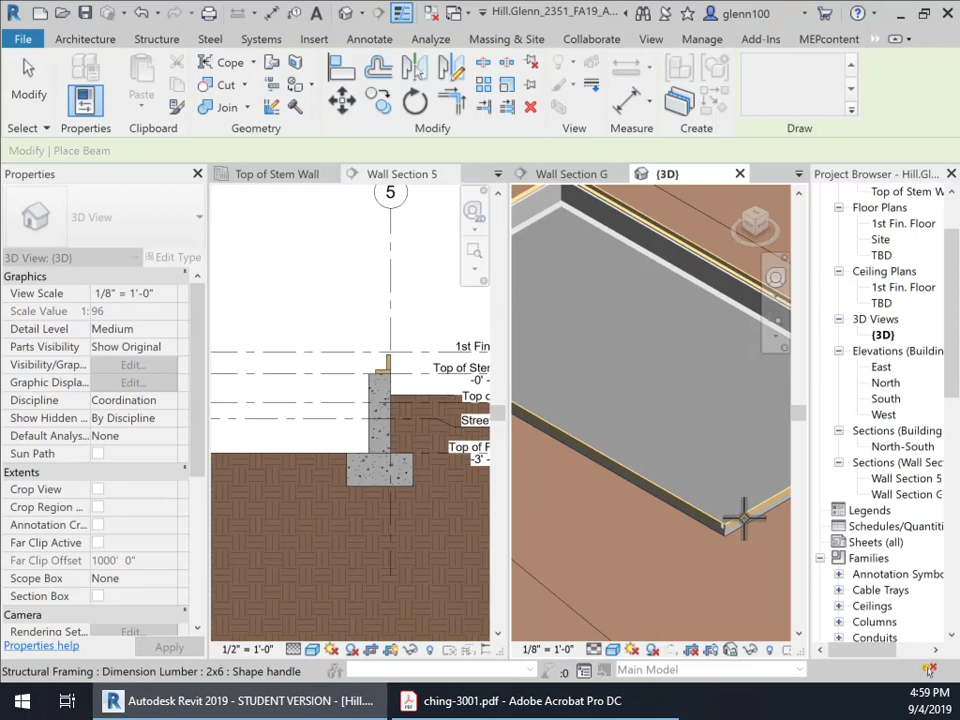 Hill.Glenn_2351_FA19_A...
glenn100
File Architecture Structure Steel Systems Insert Annotate Analyze Massing & Site Collaborate View Manage Add-Ins MEPcontent
Modify
Paste
Cope
Cut
Join
Select Properties Clipboard Geometry Modify View Measure Create Draw
Modify | Place Beam
Properties
Top of Stem Wall
Wall Section 5
Wall Section G
{3D}
Project Browser - Hill.Gl...
3D View
3D View: {3D}
Edit Type
Graphics
View Scale 1/8" = 1'-0"
Scale Value 1: 96
Detail Level Medium
Parts Visibility Show Original
Visibility/Grap... Edit...
Graphic Displa... Edit...
Discipline Coordination
Show Hidden By Discipline
Default Analys... None
Sun Path
Extents
Crop View
Crop Region
Annotation Cr...
Far Clip Active
Far Clip Offset 1000' 0"
Scope Box None
Section Box
Camera
Rendering Set... Edit...
Properties help
Apply
5
1st Fin
Top of Ste
-0' -
Top o
Stree
Top of F
-3' -
1/2" = 1'-0"
1/8" = 1'-0"
Top of Stem W
Floor Plans
1st Fin. Floor
Site
TBD
Ceiling Plans
1st Fin. Floor
TBD
3D Views
{3D}
Elevations (Building
East
North
South
West
Sections (Building
North-South
Sections (Wall Sec
Wall Section 5
Wall Section G
Legends
Schedules/Quantiti
Sheets (all)
Families
Annotation Symbo
Cable Trays
Ceilings
Columns
Conduits
Structural Framing : Dimension Lumber : 2x6 : Shape handle
:0
Main Model
Autodesk Revit 2019 - STUDENT VERSION - [Hill....
ching-3001.pdf - Adobe Acrobat Pro DC
4:59 PM
9/4/2019